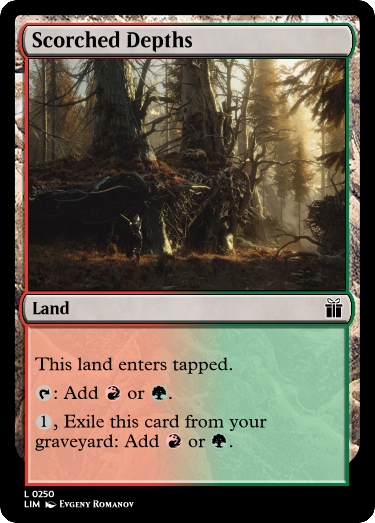 Scorched Depths
Land
This land enters tapped.
: Add or .
1, Exile this card from your
graveyard: Add or .
L 0250
LIM Evgeny Romanov